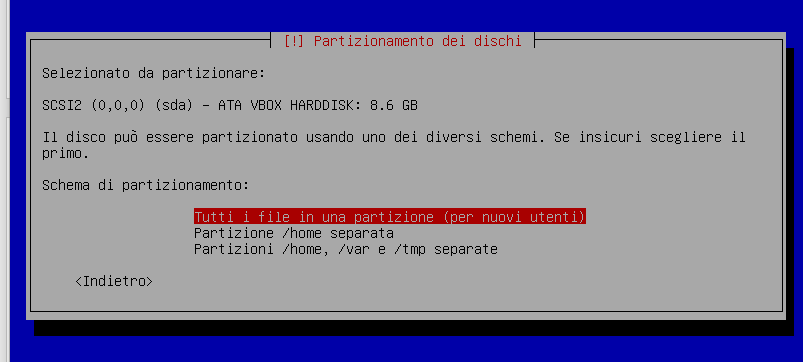 [!] Partizionamento dei dischi
Selezionato da partizionare:
SCSI2 (0,0,0) (sda) - ATA VBOX HARDDISK: 8.6 GB
Il disco può essere partizionato usando uno dei diversi schemi. Se insicuri scegliere il
primo.
Schema di partizionamento:
Tutti i file in una partizione (per nuovi utenti)
Partizione /home separata
Partizioni /home, /var e /tmp separate
<Indietro>